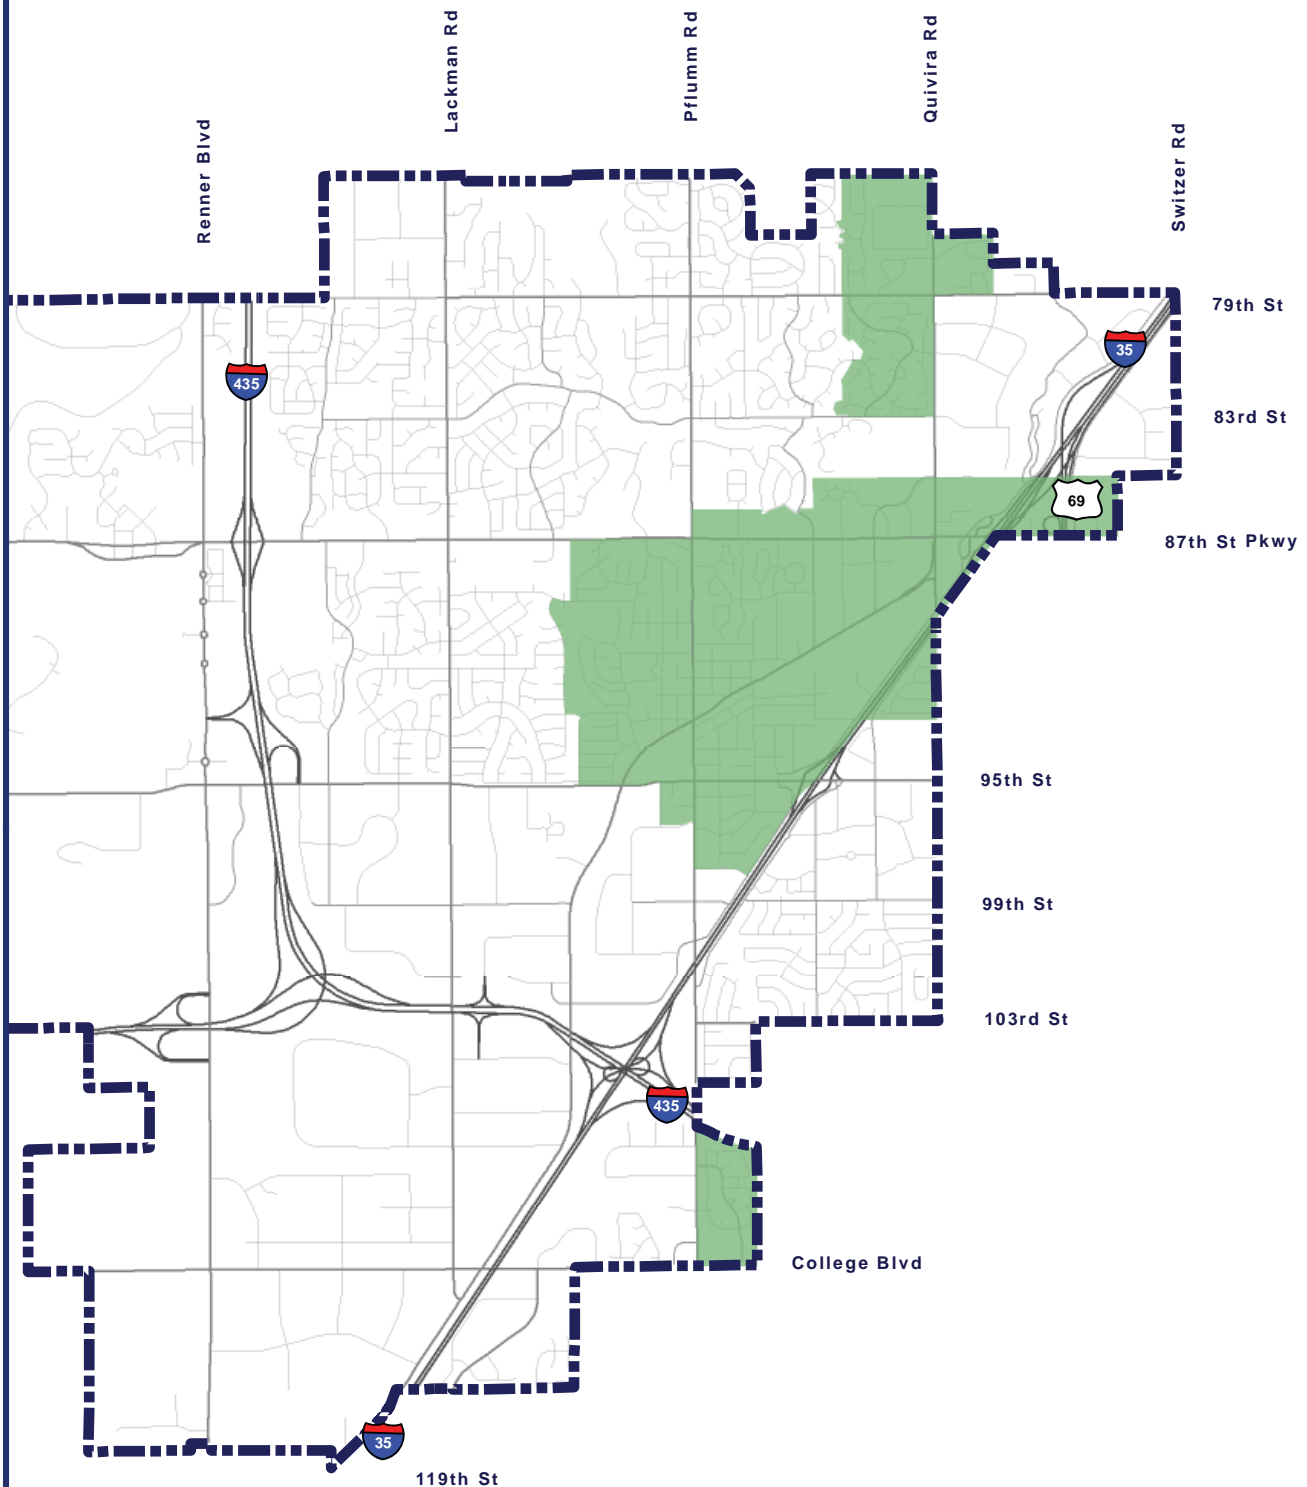 Renner Blvd
Lackman Rd
Pflumm Rd
Quivira Rd
Switzer Rd
79th St
35
435
83rd St
69
87th St Pkwy
95th St
99th St
103rd St
435
College Blvd
35
119th St